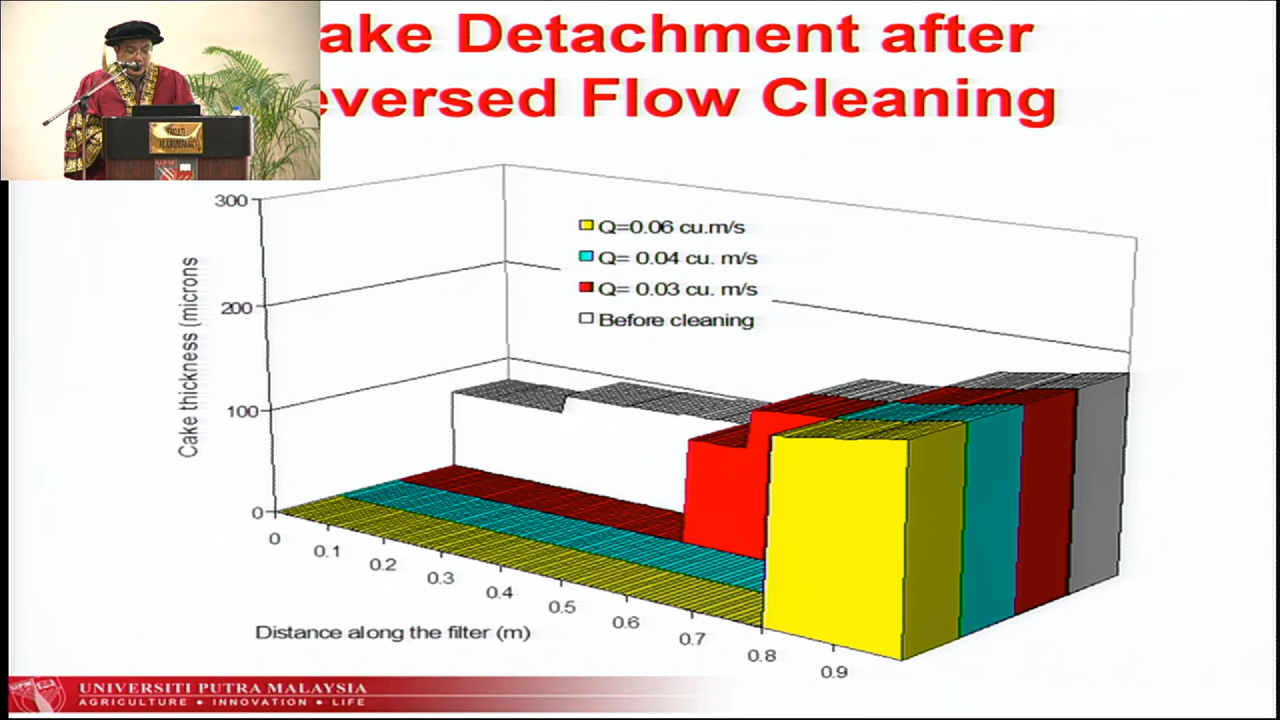 ake Detachment after
eversed Flow Cleaning
UPM
300
200
100
0
Cake thickness (microns)
Q=0.06 cu.m/s
Q= 0.04 cu. m/s
Q= 0.03 cu. m/s
Before cleaning
0
0.1
0.2
0.3
0.4
0.5
0.6
0.7
0.8
0.9
Distance along the filter (m)
UNIVERSITI PUTRA MALAYSIA
AGRICULTURE • INNOVATION • LIFE